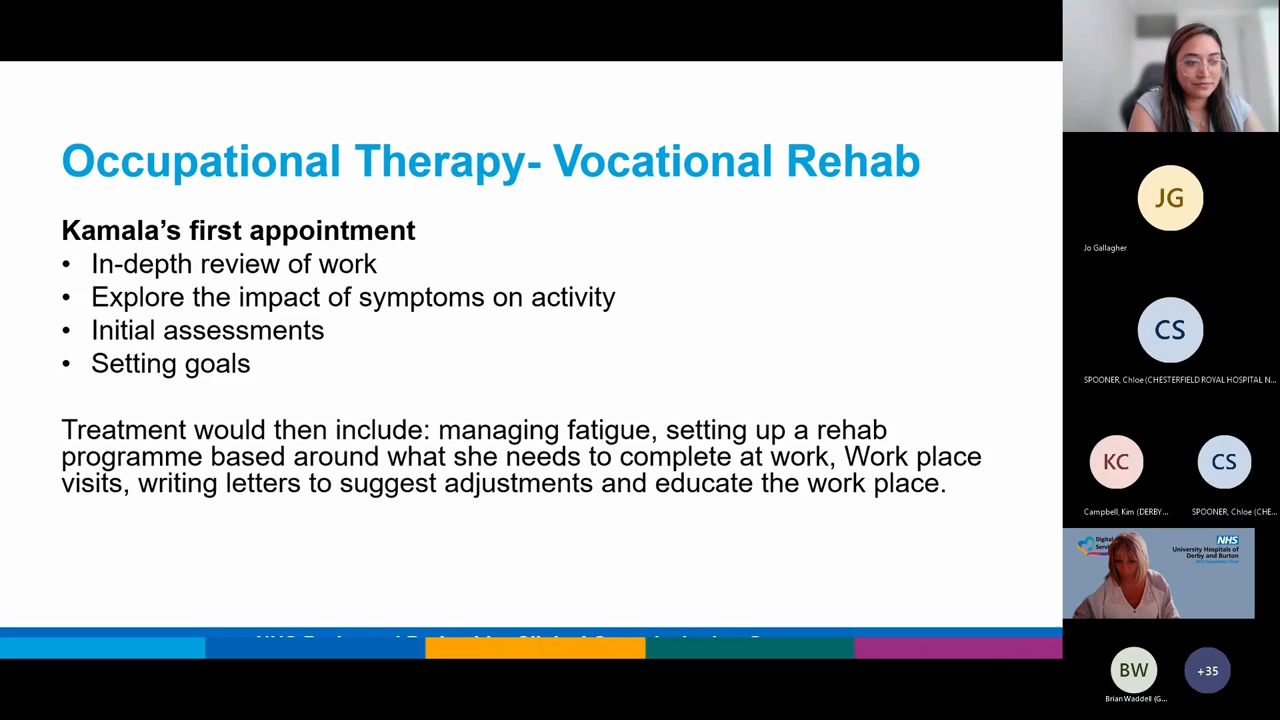 Occupational Therapy- Vocational Rehab
Kamala’s first appointment
• In-depth review of work
• Explore the impact of symptoms on activity
• Initial assessments
• Setting goals
Treatment would then include: managing fatigue, setting up a rehab
programme based around what she needs to complete at work, Work place
visits, writing letters to suggest adjustments and educate the work place.
JG
Jo Gallagher
CS
SPOONER, Chloe (CHESTERFIELD ROYAL HOSPITAL N...
KC
CS
Campbell, Kim (DERBY...
SPOONER, Chloe (CHE...
Digital
NHS
University Hospitals of
Derby and Burton
NHS Foundation Trust
BW
+35
Brian Waddell (G...